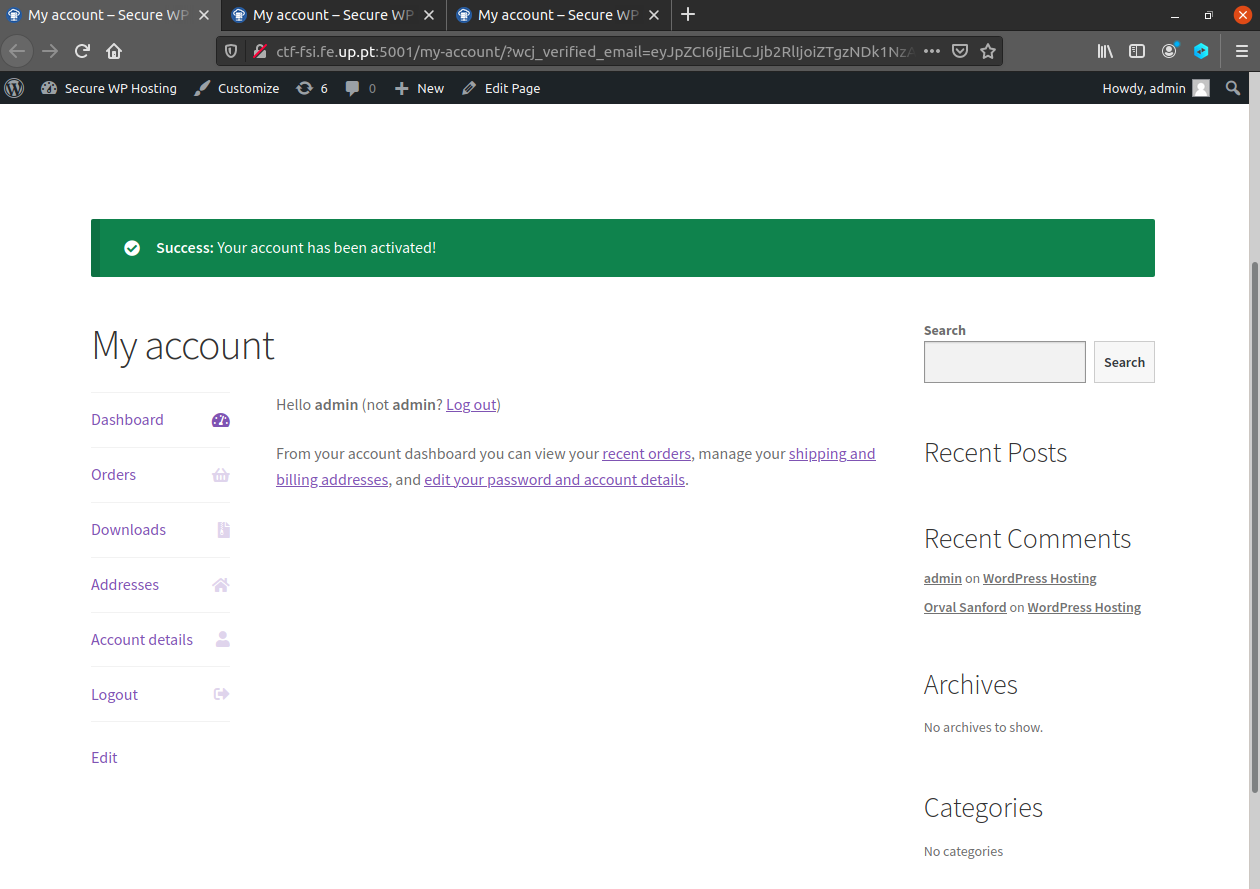 My account – Secure WP
My account – Secure WP
My account – Secure WP
ctf-fsi.fe.up.pt:5001/my-account/?wcj_verified_email=
Secure WP Hosting
Customize
6
0
New
Edit Page
Howdy, admin
Success: Your account has been activated!
My account
Dashboard
Orders
Downloads
Addresses
Account details
Logout
Edit
Hello admin (not admin? Log out)
From your account dashboard you can view your recent orders, manage your shipping and
billing addresses, and edit your password and account details.
Search
Search
Recent Posts
Recent Comments
admin on WordPress Hosting
Orval Sanford on WordPress Hosting
Archives
No archives to show.
Categories
No categories